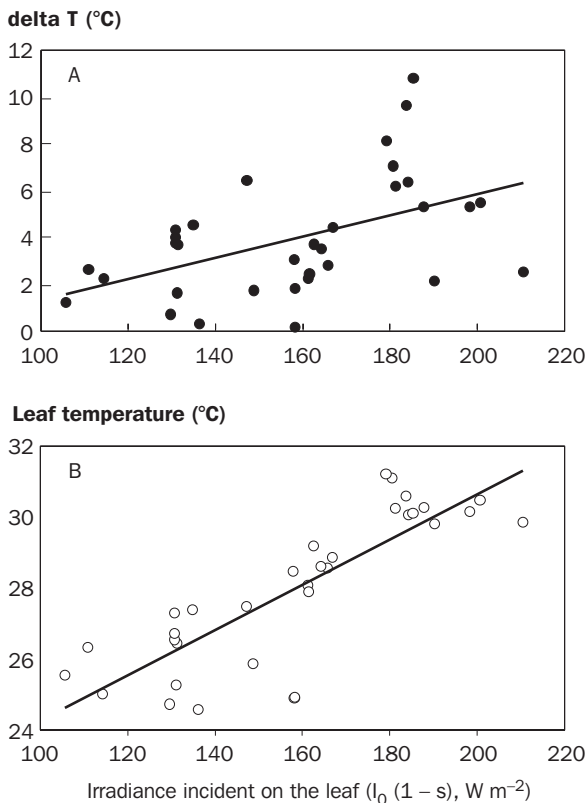 delta T (°C)
12
A
10
8
6
4
2
0
100 120 140 160 180 200 220
Leaf temperature (°C)
32
B
30
28
26
24
100 120 140 160 180 200 220
Irradiance incident on the leaf (I₀ (1 – s), W m⁻²)